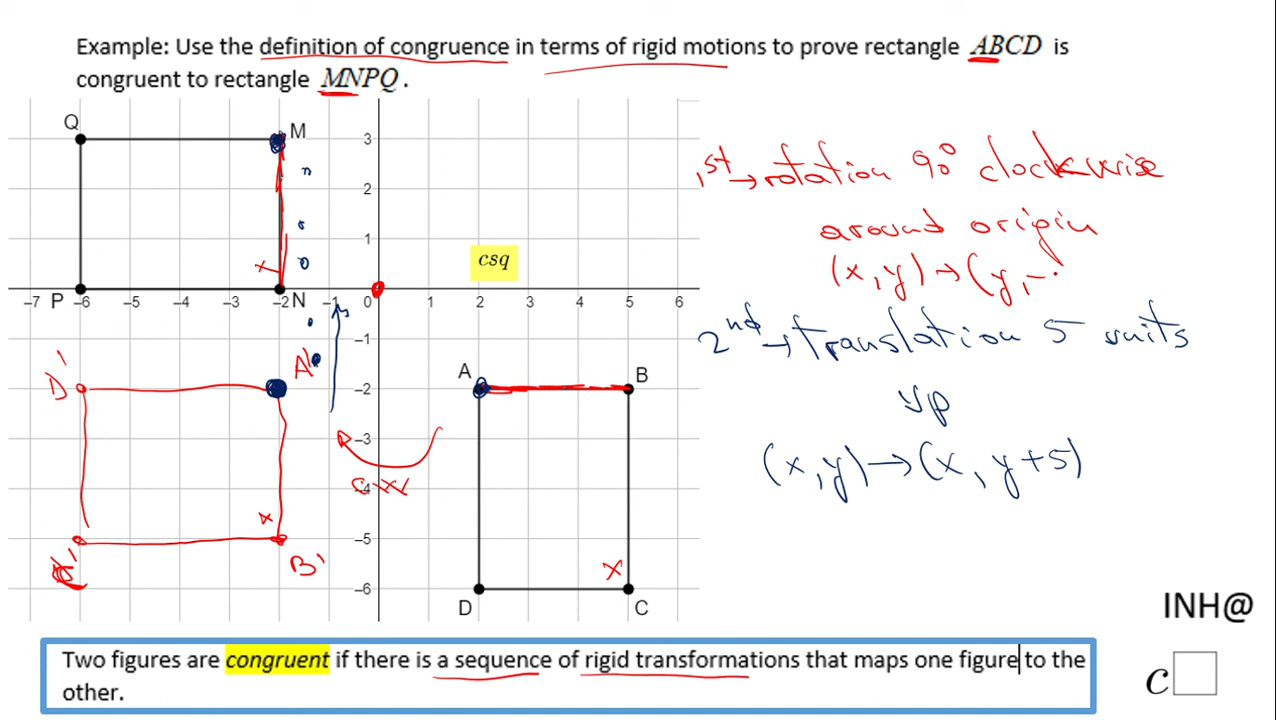 Example: Use the definition of congruence in terms of rigid motions to prove rectangle ABCD is
congruent to rectangle MNPQ.
Q
M
3
2
1
P
N
-7 -6 -5 -4 -3 -2 -1 0 1 2 3 4 5 6
csq
1st → rotation 90° clockwise
around origin
(x,y) → (y,-
2nd → translation 5 units
up
(x,y) → (x, y+5)
-1
D'
A'
A
B
-2
-3
CW
-4
-5
B'
-6
D
C
INH@
Two figures are congruent if there is a sequence of rigid transformations that maps one figure to the
other.
c